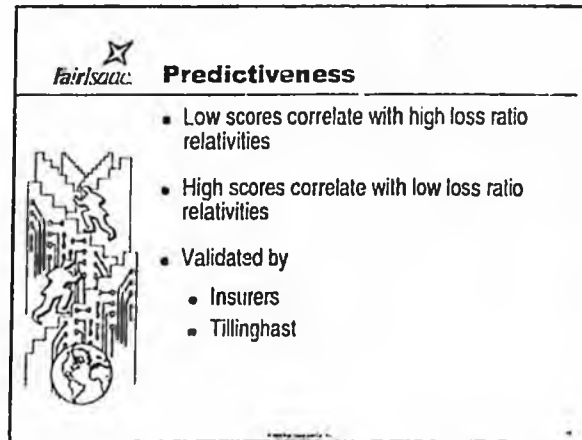 FairIsaac
Predictiveness
Low scores correlate with high loss ratio
relativities
High scores correlate with low loss ratio
relativities
Validated by
Insurers
Tillinghast